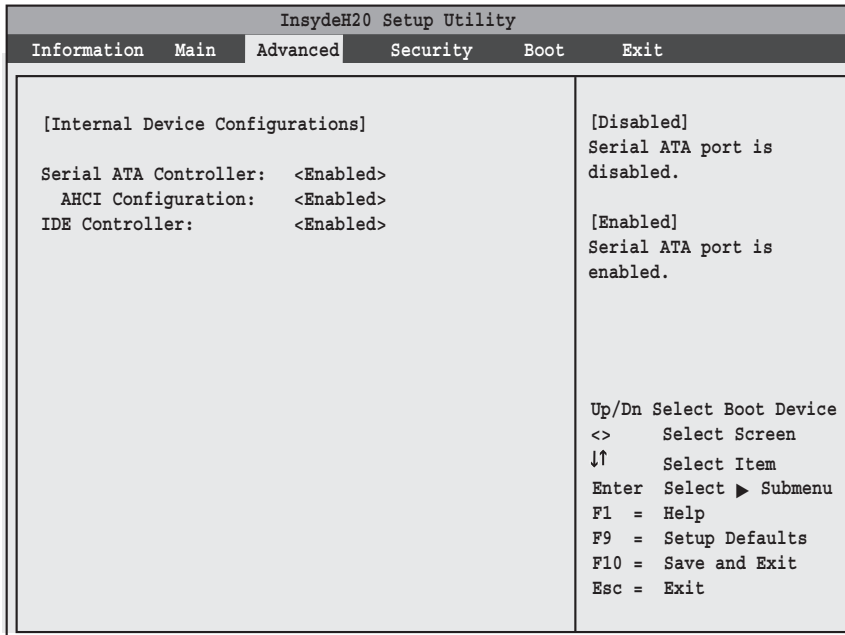 InsydeH20 Setup Utility
Information Main Advanced Security Boot Exit
[Internal Device Configurations]
Serial ATA Controller: <Enabled>
AHCI Configuration: <Enabled>
IDE Controller: <Enabled>
[Disabled]
Serial ATA port is
disabled.
[Enabled]
Serial ATA port is
enabled.
Up/Dn Select Boot Device
<> Select Screen
↓↑ Select Item
Enter Select ▶ Submenu
F1 = Help
F9 = Setup Defaults
F10 = Save and Exit
Esc = Exit